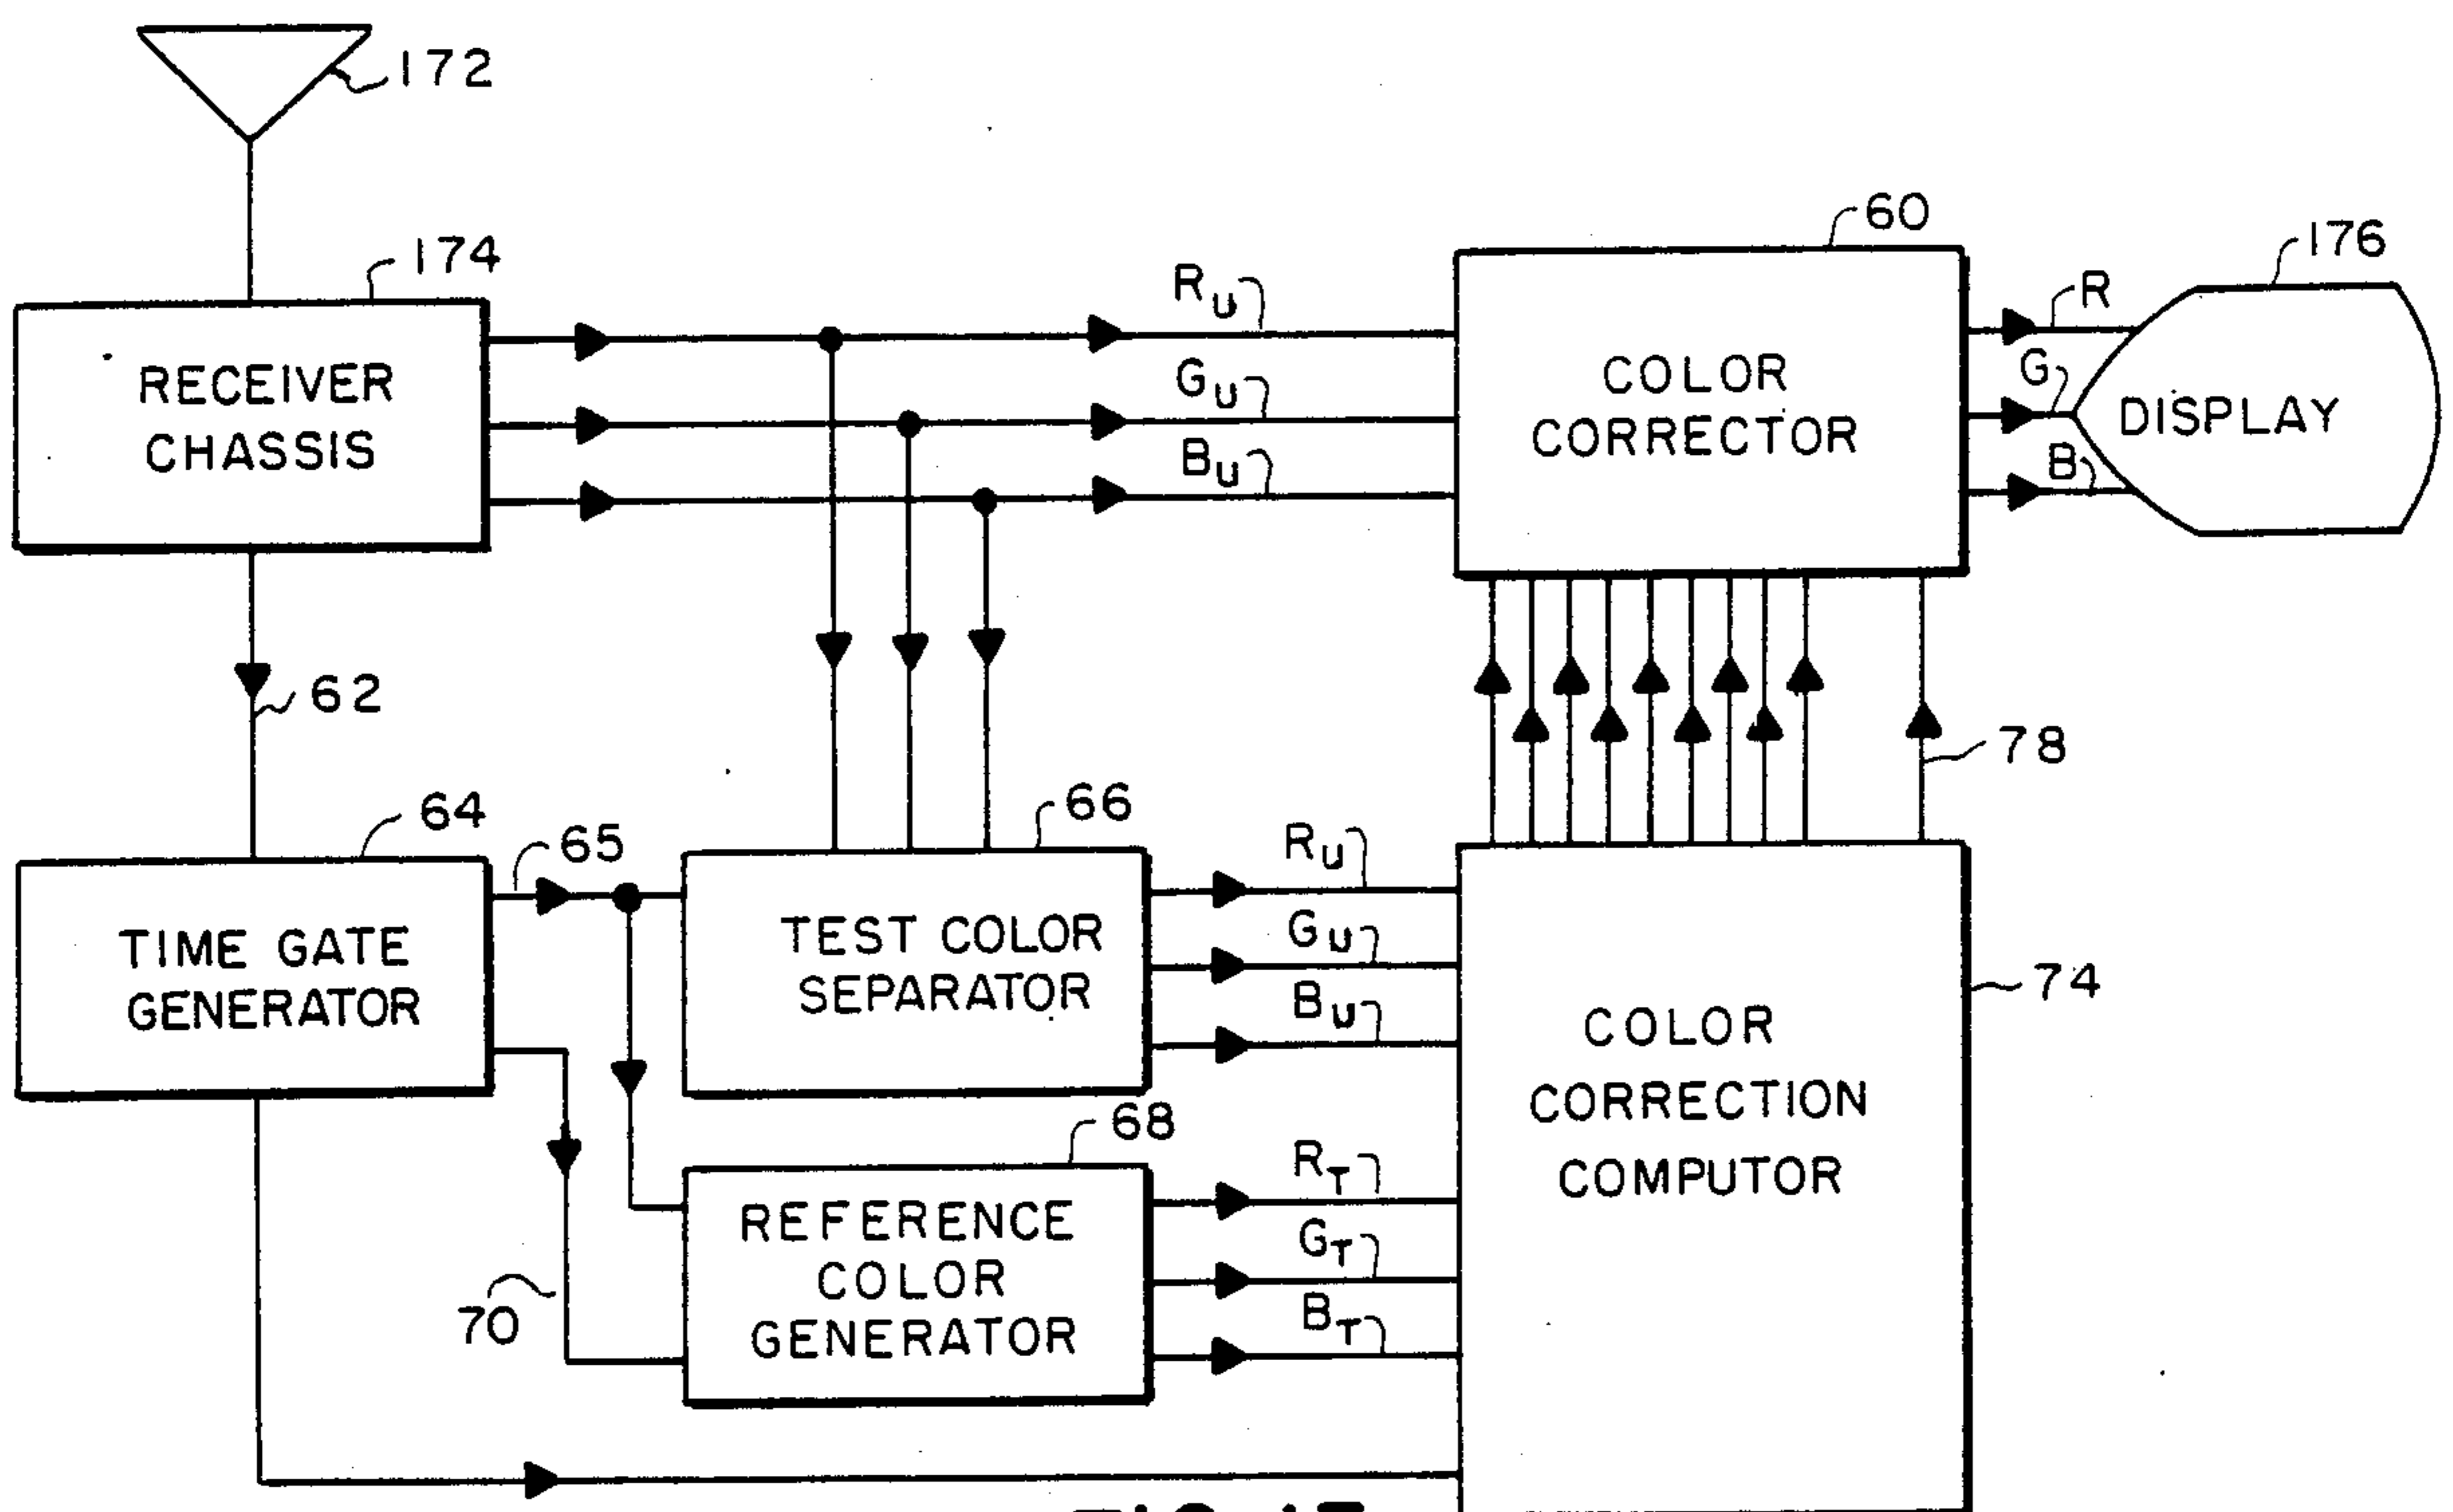 172
174
RECEIVER
CHASSIS
R_U
G_U
B_U
60
COLOR
CORRECTOR
R
G
B
176
DISPLAY
62
78
64
65
66
TIME GATE
GENERATOR
TEST COLOR
SEPARATOR
R_U
G_U
B_U
74
COLOR
CORRECTION
COMPUTOR
68
70
REFERENCE
COLOR
GENERATOR
R_T
G_T
B_T